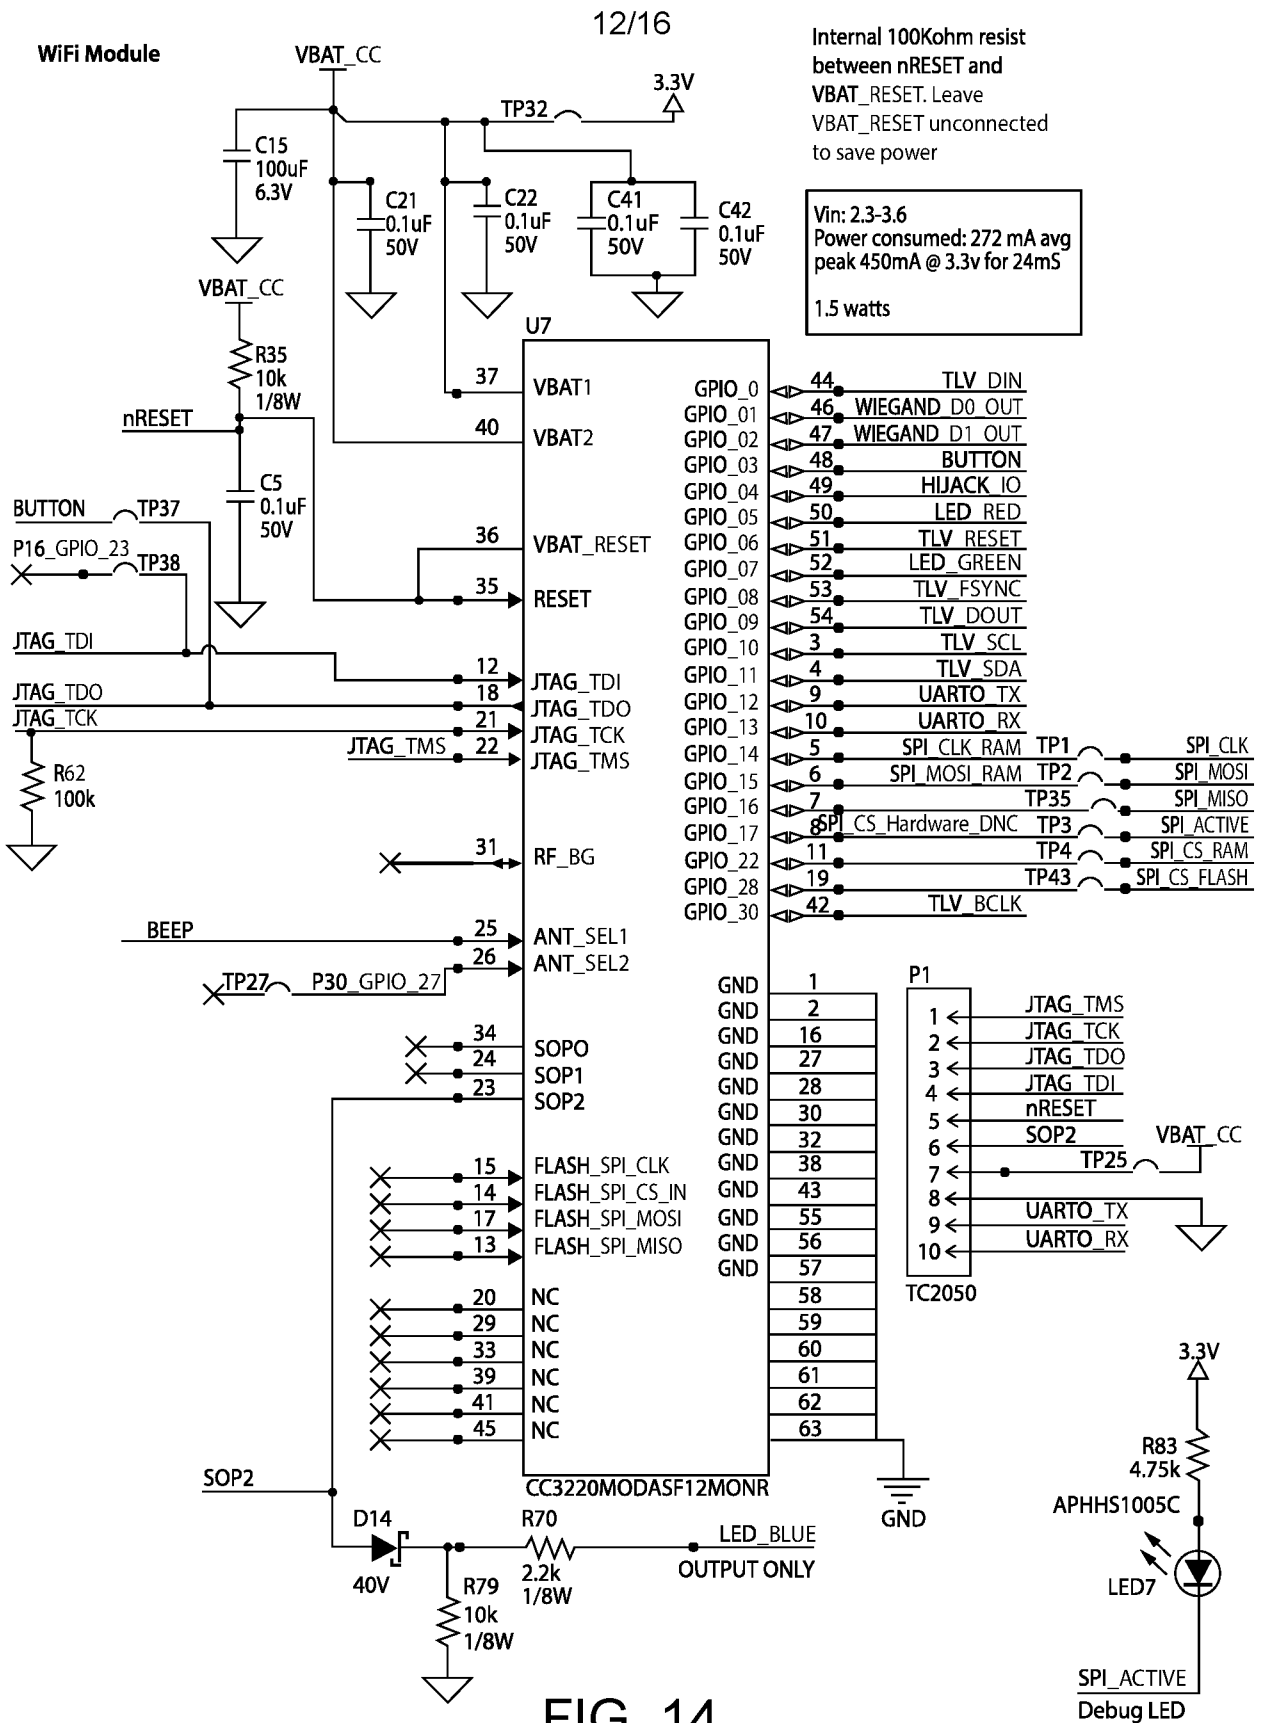 12/16
WiFi Module
VBAT_CC
Internal 100Kohm resist
between nRESET and
VBAT_RESET. Leave
VBAT_RESET unconnected
to save power
3.3V
TP32
C15
100uF
6.3V
C21
0.1uF
50V
C22
0.1uF
50V
C41
0.1uF
50V
C42
0.1uF
50V
Vin: 2.3-3.6
Power consumed: 272 mA avg
peak 450mA @ 3.3v for 24mS
1.5 watts
VBAT_CC
R35
10k
1/8W
nRESET
C5
0.1uF
50V
BUTTON TP37
P16_GPIO_23 TP38
JTAG_TDI
JTAG_TDO
JTAG_TCK
JTAG_TMS
R62
100k
BEEP
TP27 P30_GPIO_27
U7
37 VBAT1
40 VBAT2
36 VBAT_RESET
35 RESET
12 JTAG_TDI
18 JTAG_TDO
21 JTAG_TCK
22 JTAG_TMS
31 RF_BG
25 ANT_SEL1
26 ANT_SEL2
34 SOPO
24 SOP1
23 SOP2
15 FLASH_SPI_CLK
14 FLASH_SPI_CS_IN
17 FLASH_SPI_MOSI
13 FLASH_SPI_MISO
20 NC
29 NC
33 NC
39 NC
41 NC
45 NC
GPIO_0 44 TLV_DIN
GPIO_01 46 WIEGAND_D0_OUT
GPIO_02 47 WIEGAND_D1_OUT
GPIO_03 48 BUTTON
GPIO_04 49 HIJACK_IO
GPIO_05 50 LED_RED
GPIO_06 51 TLV_RESET
GPIO_07 52 LED_GREEN
GPIO_08 53 TLV_FSYNC
GPIO_09 54 TLV_DOUT
GPIO_10 3 TLV_SCL
GPIO_11 4 TLV_SDA
GPIO_12 9 UARTO_TX
GPIO_13 10 UARTO_RX
GPIO_14 5 SPI_CLK_RAM TP1 SPI_CLK
GPIO_15 6 SPI_MOSI_RAM TP2 SPI_MOSI
GPIO_16 7 TP35 SPI_MISO
GPIO_17 8 SPI_CS_Hardware_DNC TP3 SPI_ACTIVE
GPIO_22 11 TP4 SPI_CS_RAM
GPIO_28 19 TP43 SPI_CS_FLASH
GPIO_30 42 TLV_BCLK
GND 1
GND 2
GND 16
GND 27
GND 28
GND 30
GND 32
GND 38
GND 43
GND 55
GND 56
GND 57
58
59
60
61
62
63
GND
CC3220MODASF12MONR
P1
1 JTAG_TMS
2 JTAG_TCK
3 JTAG_TDO
4 JTAG_TDI
5 nRESET
6 SOP2
7 TP25 VBAT_CC
8
9 UARTO_TX
10 UARTO_RX
TC2050
SOP2
D14
40V
R70
2.2k
1/8W
R79
10k
1/8W
LED_BLUE
OUTPUT ONLY
3.3V
R83
4.75k
APHHS1005C
LED7
SPI_ACTIVE
Debug LED
FIG. 14